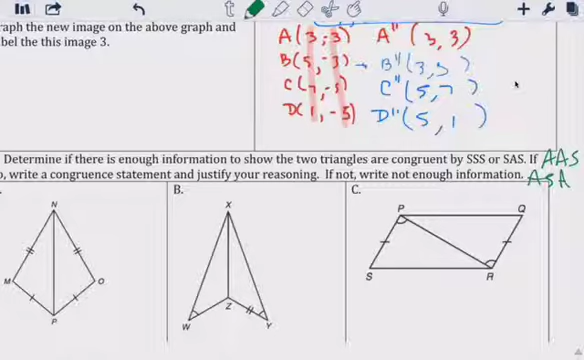 raph the new image on the above graph and
bel the this image 3.
A(3,-3) A" (3,3)
B(5,-3) → B"(3,5)
C(7,-5) C"(5,7)
D(1,-5) D"(5,1)
Determine if there is enough information to show the two triangles are congruent by SSS or SAS. If AAS
o, write a congruence statement and justify your reasoning. If not, write not enough information. ASA
B. C.
N X P Q
M O
Z S R
P W Y